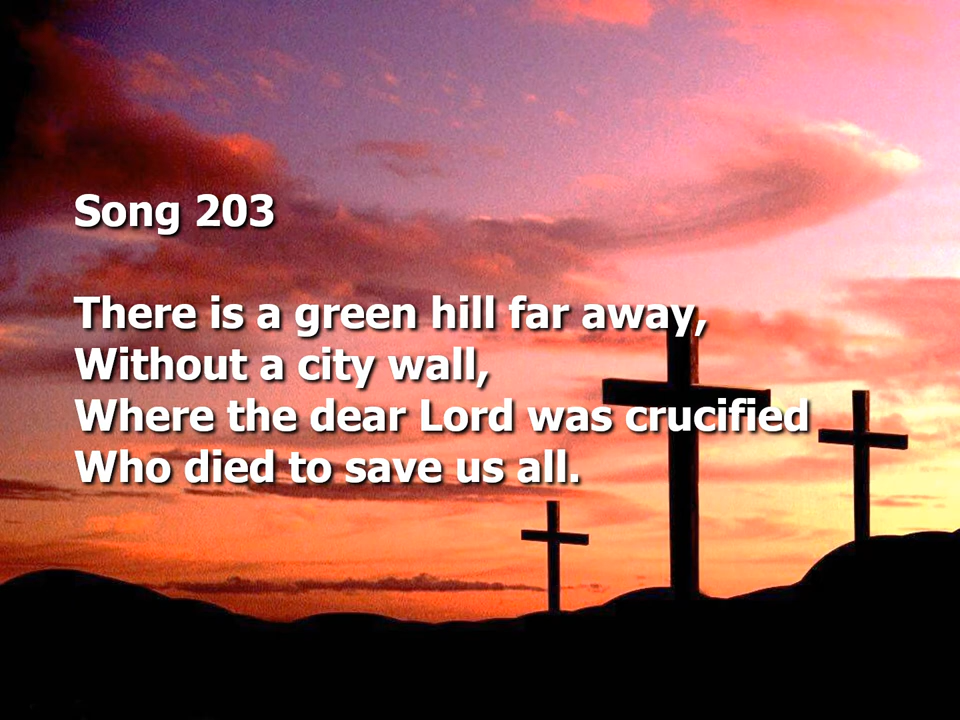 Song 203
There is a green hill far away,
Without a city wall,
Where the dear Lord was crucified
Who died to save us all.